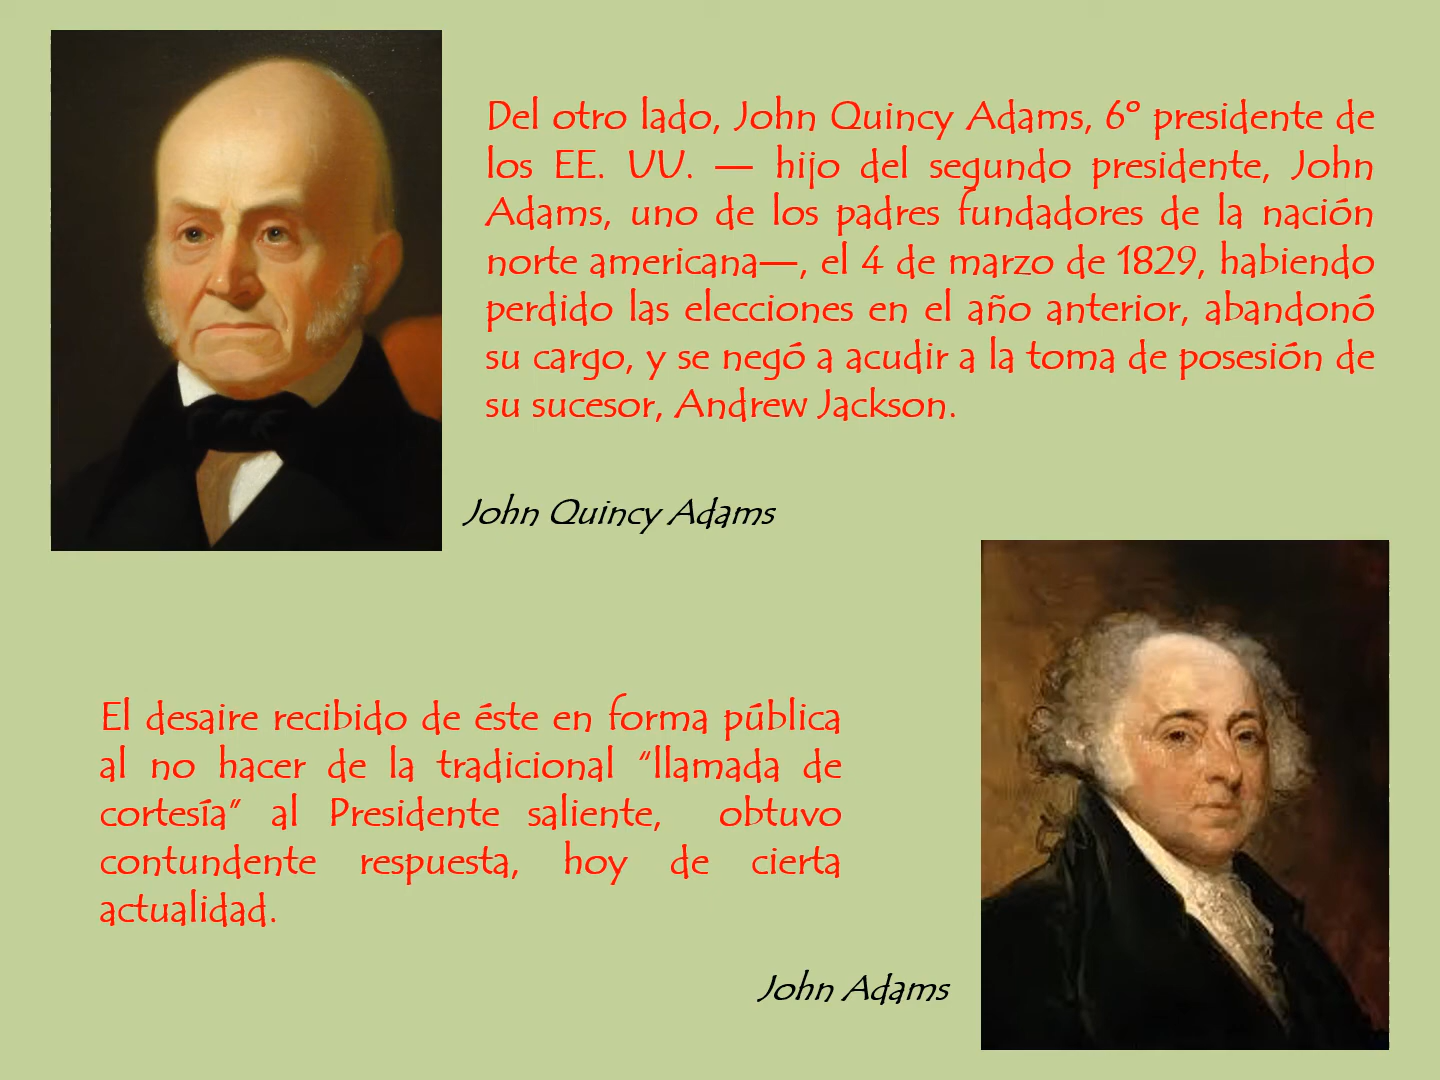 Del otro lado, John Quincy Adams, 6º presidente de
los EE. UU. — hijo del segundo presidente, John
Adams, uno de los padres fundadores de la nación
norte americana—, el 4 de marzo de 1829, habiendo
perdido las elecciones en el año anterior, abandonó
su cargo, y se negó a acudir a la toma de posesión de
su sucesor, Andrew Jackson.
John Quincy Adams
El desaire recibido de éste en forma pública
al no hacer de la tradicional “llamada de
cortesía” al Presidente saliente, obtuvo
contundente respuesta, hoy de cierta
actualidad.
John Adams